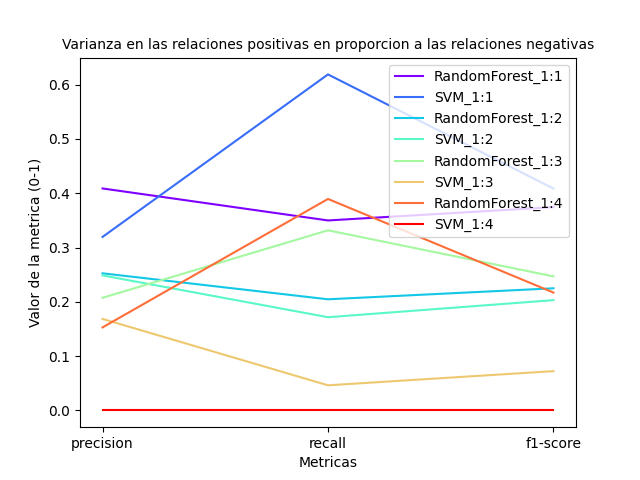 Varianza en las relaciones positivas en proporcion a las relaciones negativas
RandomForest_1:1
SVM_1:1
RandomForest_1:2
SVM_1:2
RandomForest_1:3
SVM_1:3
RandomForest_1:4
SVM_1:4
0.6
0.5
0.4
0.3
0.2
0.1
0.0
Valor de la metrica (0-1)
precision
recall
f1-score
Metricas